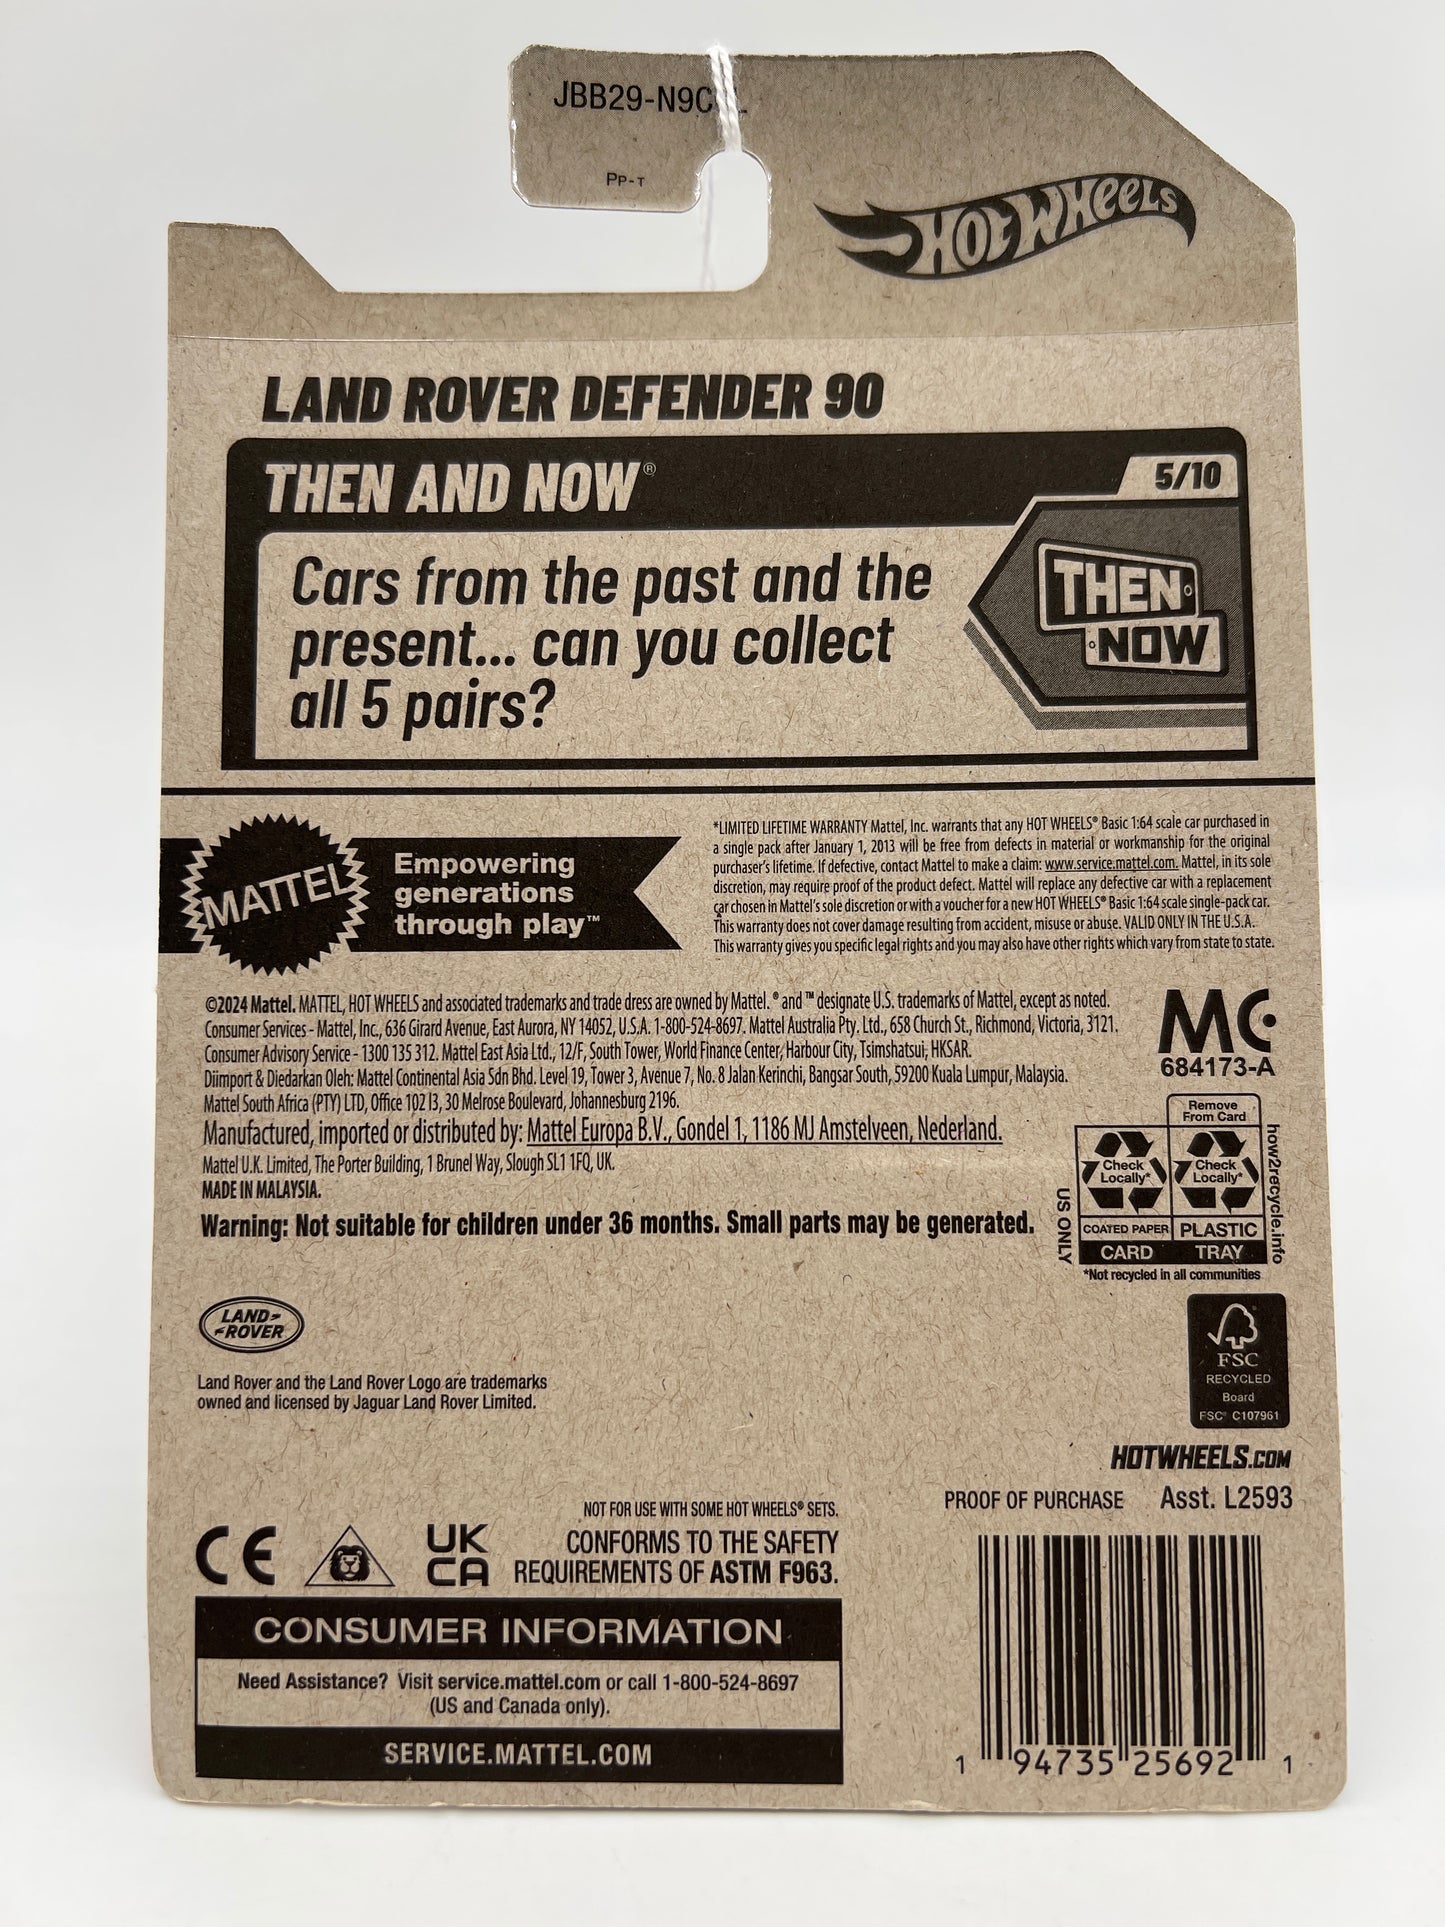 JBB29-N9C
PP-T
HOT WHEELS
LAND ROVER DEFENDER 90
THEN AND NOW®
5/10
Cars from the past and the
present... can you collect
all 5 pairs?
THEN
NOW
MATTEL
Empowering
generations
through play™
*LIMITED LIFETIME WARRANTY Mattel, Inc. warrants that any HOT WHEELS® Basic 1:64 scale car purchased in
a single pack after January 1, 2013 will be free from defects in material or workmanship for the original
purchaser's lifetime. If defective, contact Mattel to make a claim: www.service.mattel.com. Mattel, in its sole
discretion, may require proof of the product defect. Mattel will replace any defective car with a replacement
car chosen in Mattel's sole discretion or with a voucher for a new HOT WHEELS® Basic 1:64 scale single-pack car.
This warranty does not cover damage resulting from accident, misuse or abuse. VALID ONLY IN THE U.S.A.
This warranty gives you specific legal rights and you may also have other rights which vary from state to state.
©2024 Mattel. MATTEL, HOT WHEELS and associated trademarks and trade dress are owned by Mattel. ® and ™ designate U.S. trademarks of Mattel, except as noted.
Consumer Services - Mattel, Inc., 636 Girard Avenue, East Aurora, NY 14052, U.S.A. 1-800-524-8697. Mattel Australia Pty. Ltd., 658 Church St., Richmond, Victoria, 3121.
Consumer Advisory Service - 1300 135 312. Mattel East Asia Ltd., 12/F, South Tower, World Finance Center, Harbour City, Tsimshatsui, HKSAR.
Diimport & Diedarkan Oleh: Mattel Continental Asia Sdn Bhd. Level 19, Tower 3, Avenue 7, No. 8 Jalan Kerinchi, Bangsar South, 59200 Kuala Lumpur, Malaysia.
Mattel South Africa (PTY) LTD, Office 102 I3, 30 Melrose Boulevard, Johannesburg 2196.
Manufactured, imported or distributed by: Mattel Europa B.V., Gondel 1, 1186 MJ Amstelveen, Nederland.
Mattel U.K. Limited, The Porter Building, 1 Brunel Way, Slough SL1 1FQ, UK.
MADE IN MALAYSIA.
Warning: Not suitable for children under 36 months. Small parts may be generated.
MC
684173-A
Remove
From Card
Check
Locally*
Check
Locally*
COATED PAPER
PLASTIC
CARD
TRAY
US ONLY
how2recycle.info
*Not recycled in all communities
LAND
ROVER
Land Rover and the Land Rover Logo are trademarks
owned and licensed by Jaguar Land Rover Limited.
FSC
RECYCLED
Board
FSC® C107961
HOTWHEELS.COM
PROOF OF PURCHASE Asst. L2593
NOT FOR USE WITH SOME HOT WHEELS® SETS.
CE
UK
CA
CONFORMS TO THE SAFETY
REQUIREMENTS OF ASTM F963.
CONSUMER INFORMATION
Need Assistance? Visit service.mattel.com or call 1-800-524-8697
(US and Canada only).
SERVICE.MATTEL.COM
1 94735 25692 1